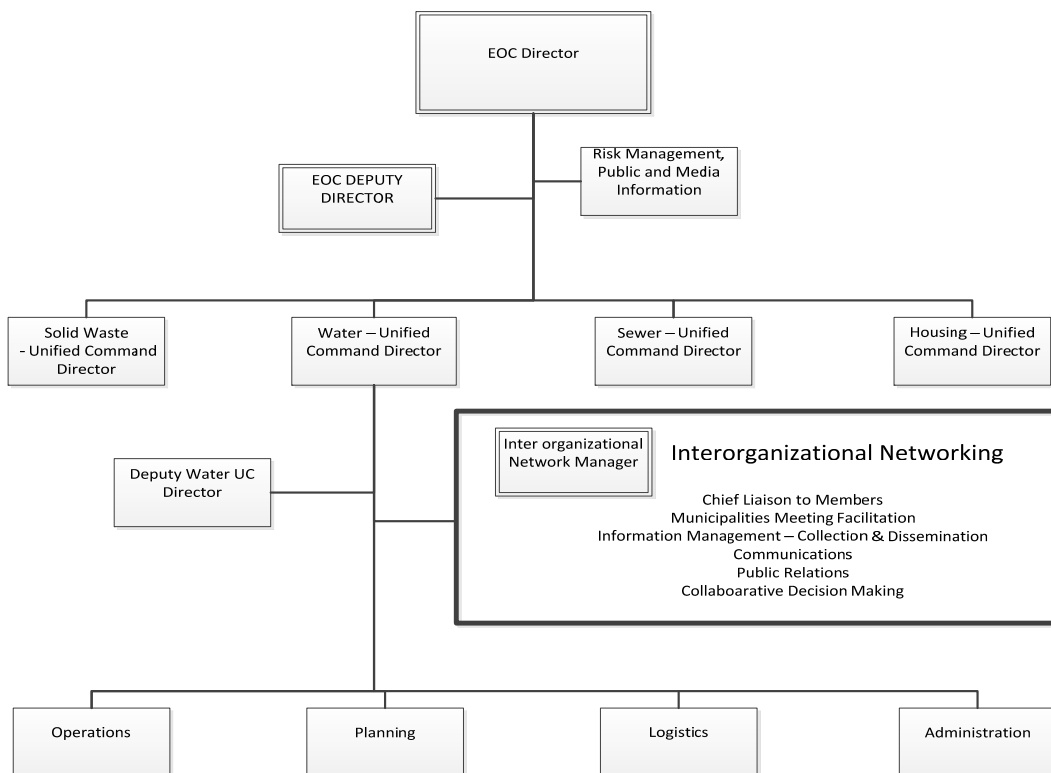 EOC Director
Risk Management,
Public and Media
Information
EOC DEPUTY
DIRECTOR
Solid Waste
- Unified Command
Director
Water – Unified
Command Director
Sewer – Unified
Command Director
Housing – Unified
Command Director
Inter organizational
Network Manager
Interorganizational Networking
Deputy Water UC
Director
Chief Liaison to Members
Municipalities Meeting Facilitation
Information Management – Collection & Dissemination
Communications
Public Relations
Collaboarative Decision Making
Operations
Planning
Logistics
Administration